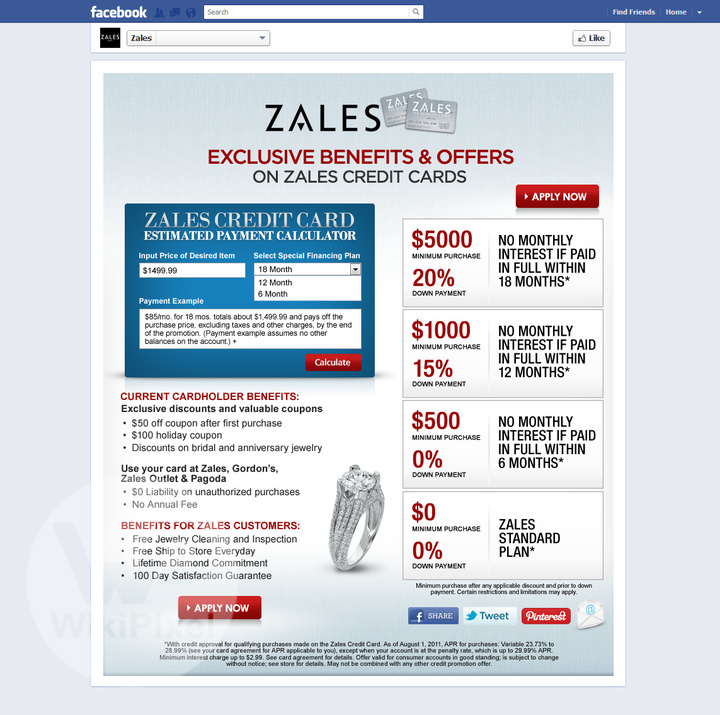 facebook
Search
Find Friends
Home
ZALES
Zales
Like
ZALES
ZALES
ZALES
EXCLUSIVE BENEFITS & OFFERS
ON ZALES CREDIT CARDS
APPLY NOW
ZALES CREDIT CARD
ESTIMATED PAYMENT CALCULATOR
Input Price of Desired Item
Select Special Financing Plan
$1499.99
18 Month
12 Month
6 Month
Payment Example
$85/mo. for 18 mos. totals about $1,499.99 and pays off the
purchase price, excluding taxes and other charges, by the end
of the promotion. (Payment example assumes no other
balances on the account.) +
Calculate
$5000
MINIMUM PURCHASE
20%
DOWN PAYMENT
NO MONTHLY
INTEREST IF PAID
IN FULL WITHIN
18 MONTHS*
$1000
MINIMUM PURCHASE
15%
DOWN PAYMENT
NO MONTHLY
INTEREST IF PAID
IN FULL WITHIN
12 MONTHS*
$500
MINIMUM PURCHASE
0%
DOWN PAYMENT
NO MONTHLY
INTEREST IF PAID
IN FULL WITHIN
6 MONTHS*
$0
MINIMUM PURCHASE
0%
DOWN PAYMENT
ZALES
STANDARD
PLAN*
CURRENT CARDHOLDER BENEFITS:
Exclusive discounts and valuable coupons
• $50 off coupon after first purchase
• $100 holiday coupon
• Discounts on bridal and anniversary jewelry
Use your card at Zales, Gordon's,
Zales Outlet & Pagoda
• $0 Liability on unauthorized purchases
• No Annual Fee
BENEFITS FOR ZALES CUSTOMERS:
• Free Jewelry Cleaning and Inspection
• Free Ship to Store Everyday
• Lifetime Diamond Commitment
• 100 Day Satisfaction Guarantee
APPLY NOW
Minimum purchase after any applicable discount and prior to down
payment. Certain restrictions and limitations may apply.
f SHARE
Tweet
Pinterest
@
*With credit approval for qualifying purchases made on the Zales Credit Card. As of August 1, 2011, APR for purchases: Variable 23.73% to
28.99% (see your card agreement for APR applicable to you), except when your account is at the penalty rate, which is up to 29.99% APR.
Minimum interest charge up to $2.99. See card agreement for details. Offer valid for consumer accounts in good standing; is subject to change
without notice; see store for details. May not be combined with any other credit promotion offer.